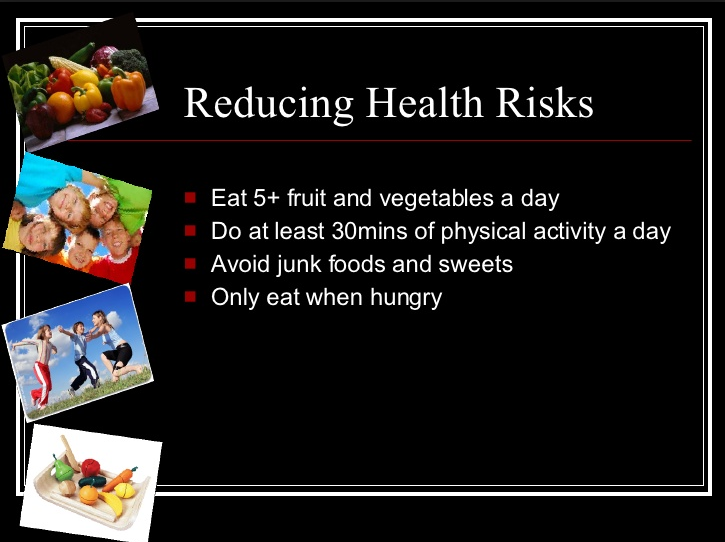 Reducing Health Risks
Eat 5+ fruit and vegetables a day
Do at least 30mins of physical activity a day
Avoid junk foods and sweets
Only eat when hungry